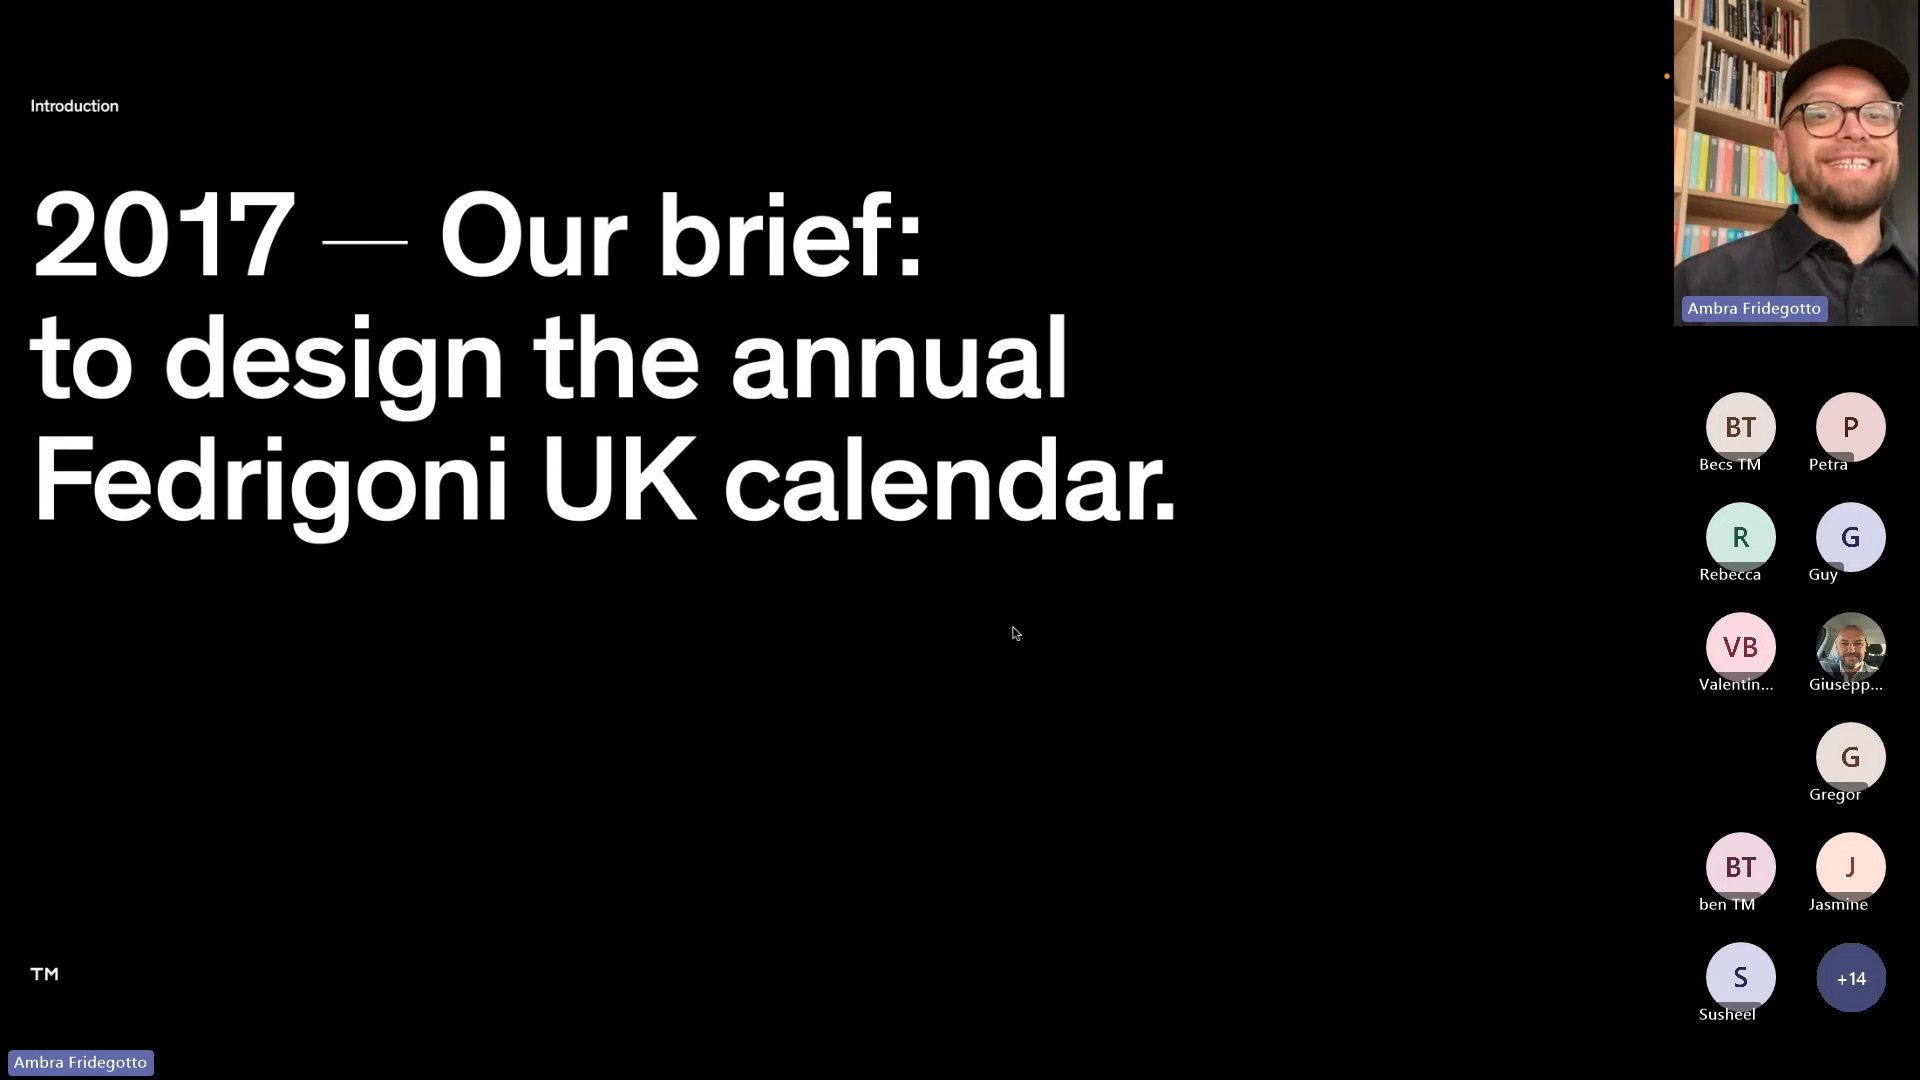 Introduction
2017 — Our brief:
to design the annual
Fedrigoni UK calendar.
TM
Ambra Fridegotto
Ambra Fridegotto
BT
Becs TM
P
Petra
R
Rebecca
G
Guy
VB
Valentin...
Giusepp...
G
Gregor
BT
ben TM
J
Jasmine
S
Susheel
+14